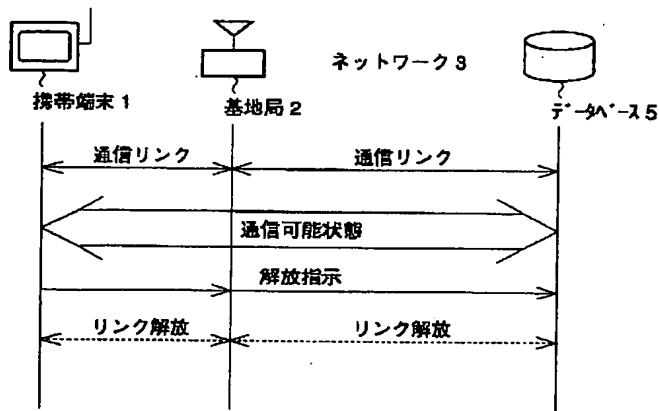 ネットワーク3
携帯端末1
基地局2
データベース5
通信リンク
通信リンク
通信可能状態
解放指示
リンク解放
リンク解放